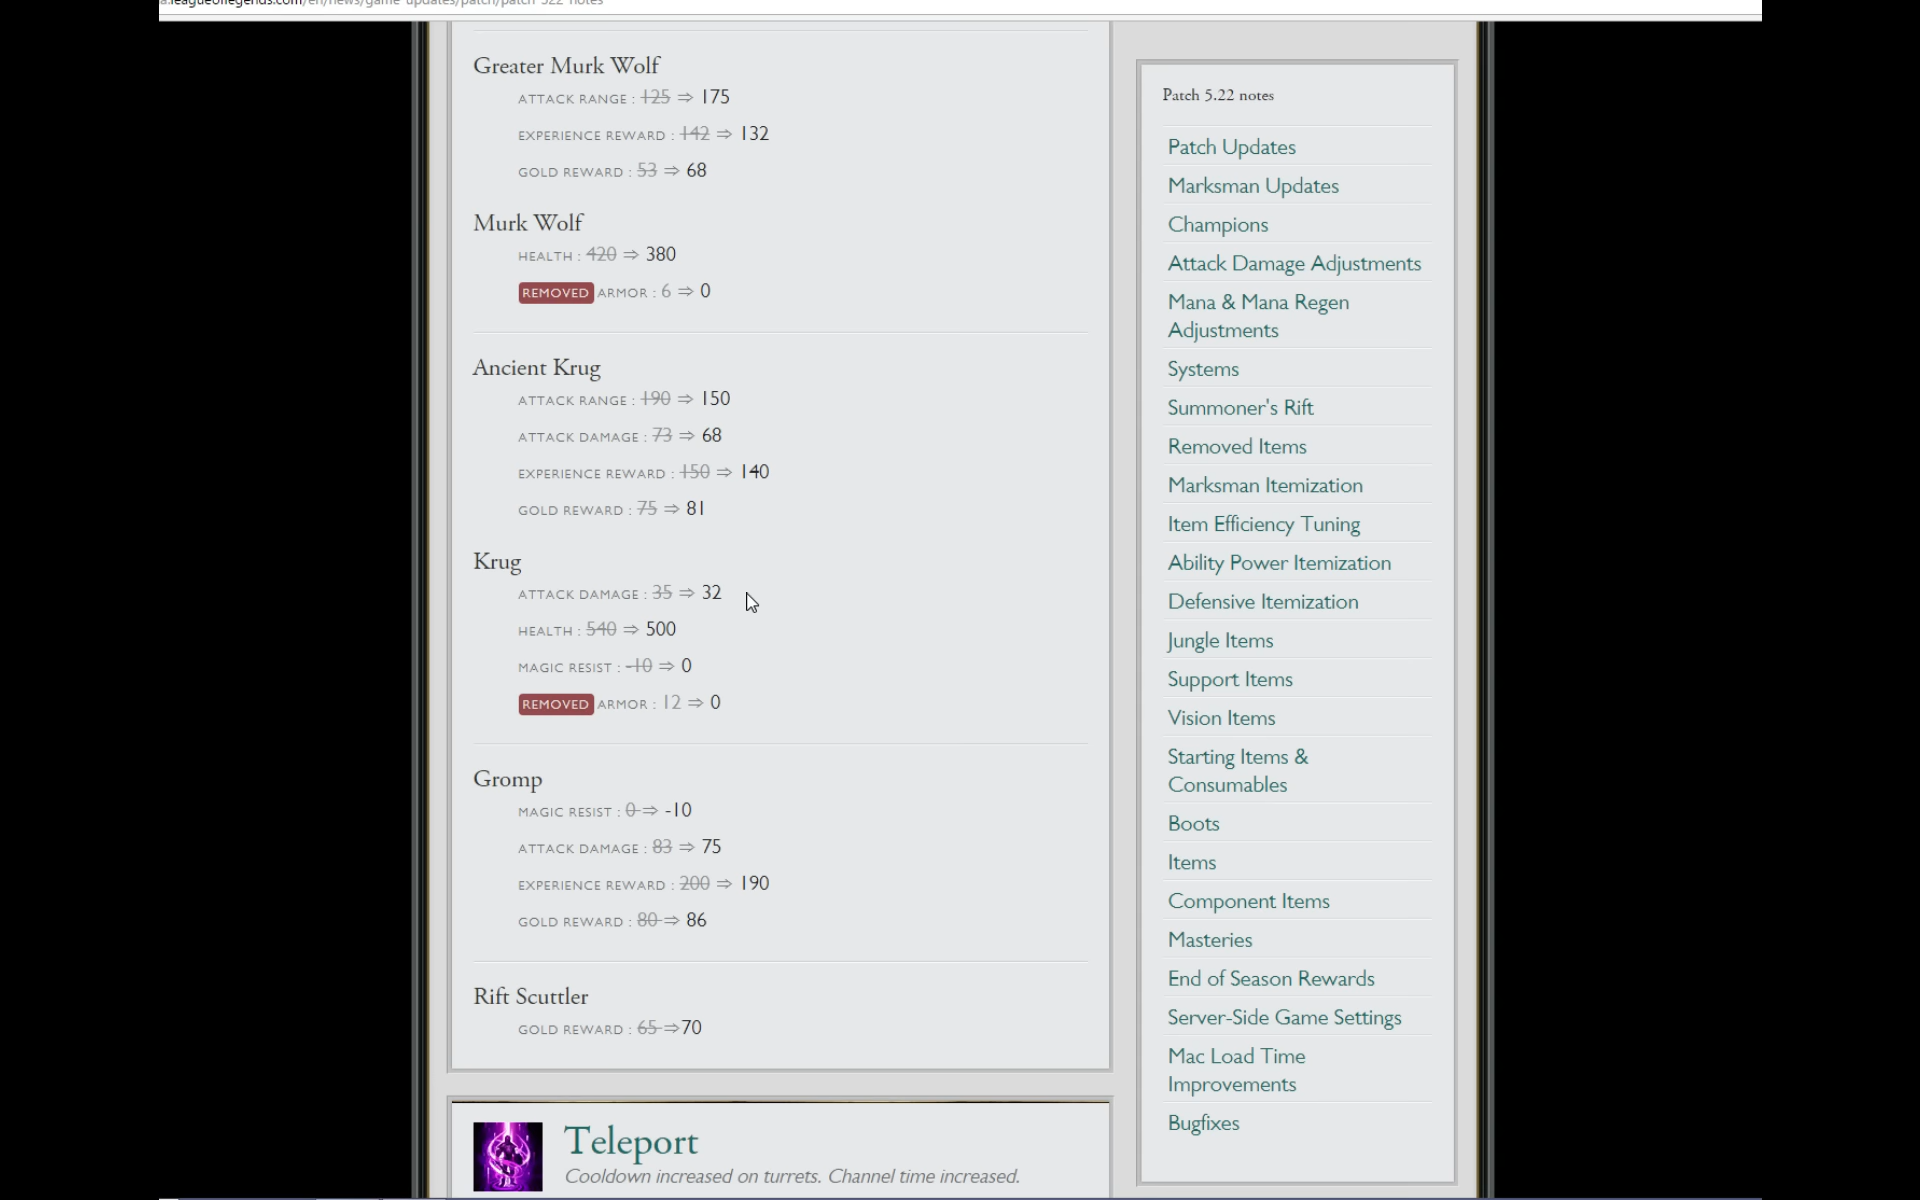 a.leagueoflegends.com/en/news/game-updates/patch/patch-522-notes
Greater Murk Wolf
ATTACK RANGE : 125 ⇒ 175
EXPERIENCE REWARD : 142 ⇒ 132
GOLD REWARD : 53 ⇒ 68
Murk Wolf
HEALTH : 420 ⇒ 380
REMOVED ARMOR : 6 ⇒ 0
Ancient Krug
ATTACK RANGE : 190 ⇒ 150
ATTACK DAMAGE : 73 ⇒ 68
EXPERIENCE REWARD : 150 ⇒ 140
GOLD REWARD : 75 ⇒ 81
Krug
ATTACK DAMAGE : 35 ⇒ 32
HEALTH : 540 ⇒ 500
MAGIC RESIST : -10 ⇒ 0
REMOVED ARMOR : 12 ⇒ 0
Gromp
MAGIC RESIST : 0 ⇒ -10
ATTACK DAMAGE : 83 ⇒ 75
EXPERIENCE REWARD : 200 ⇒ 190
GOLD REWARD : 80 ⇒ 86
Rift Scuttler
GOLD REWARD : 65 ⇒70
Teleport
Cooldown increased on turrets. Channel time increased.
Patch 5.22 notes
Patch Updates
Marksman Updates
Champions
Attack Damage Adjustments
Mana & Mana Regen
Adjustments
Systems
Summoner's Rift
Removed Items
Marksman Itemization
Item Efficiency Tuning
Ability Power Itemization
Defensive Itemization
Jungle Items
Support Items
Vision Items
Starting Items &
Consumables
Boots
Items
Component Items
Masteries
End of Season Rewards
Server-Side Game Settings
Mac Load Time
Improvements
Bugfixes